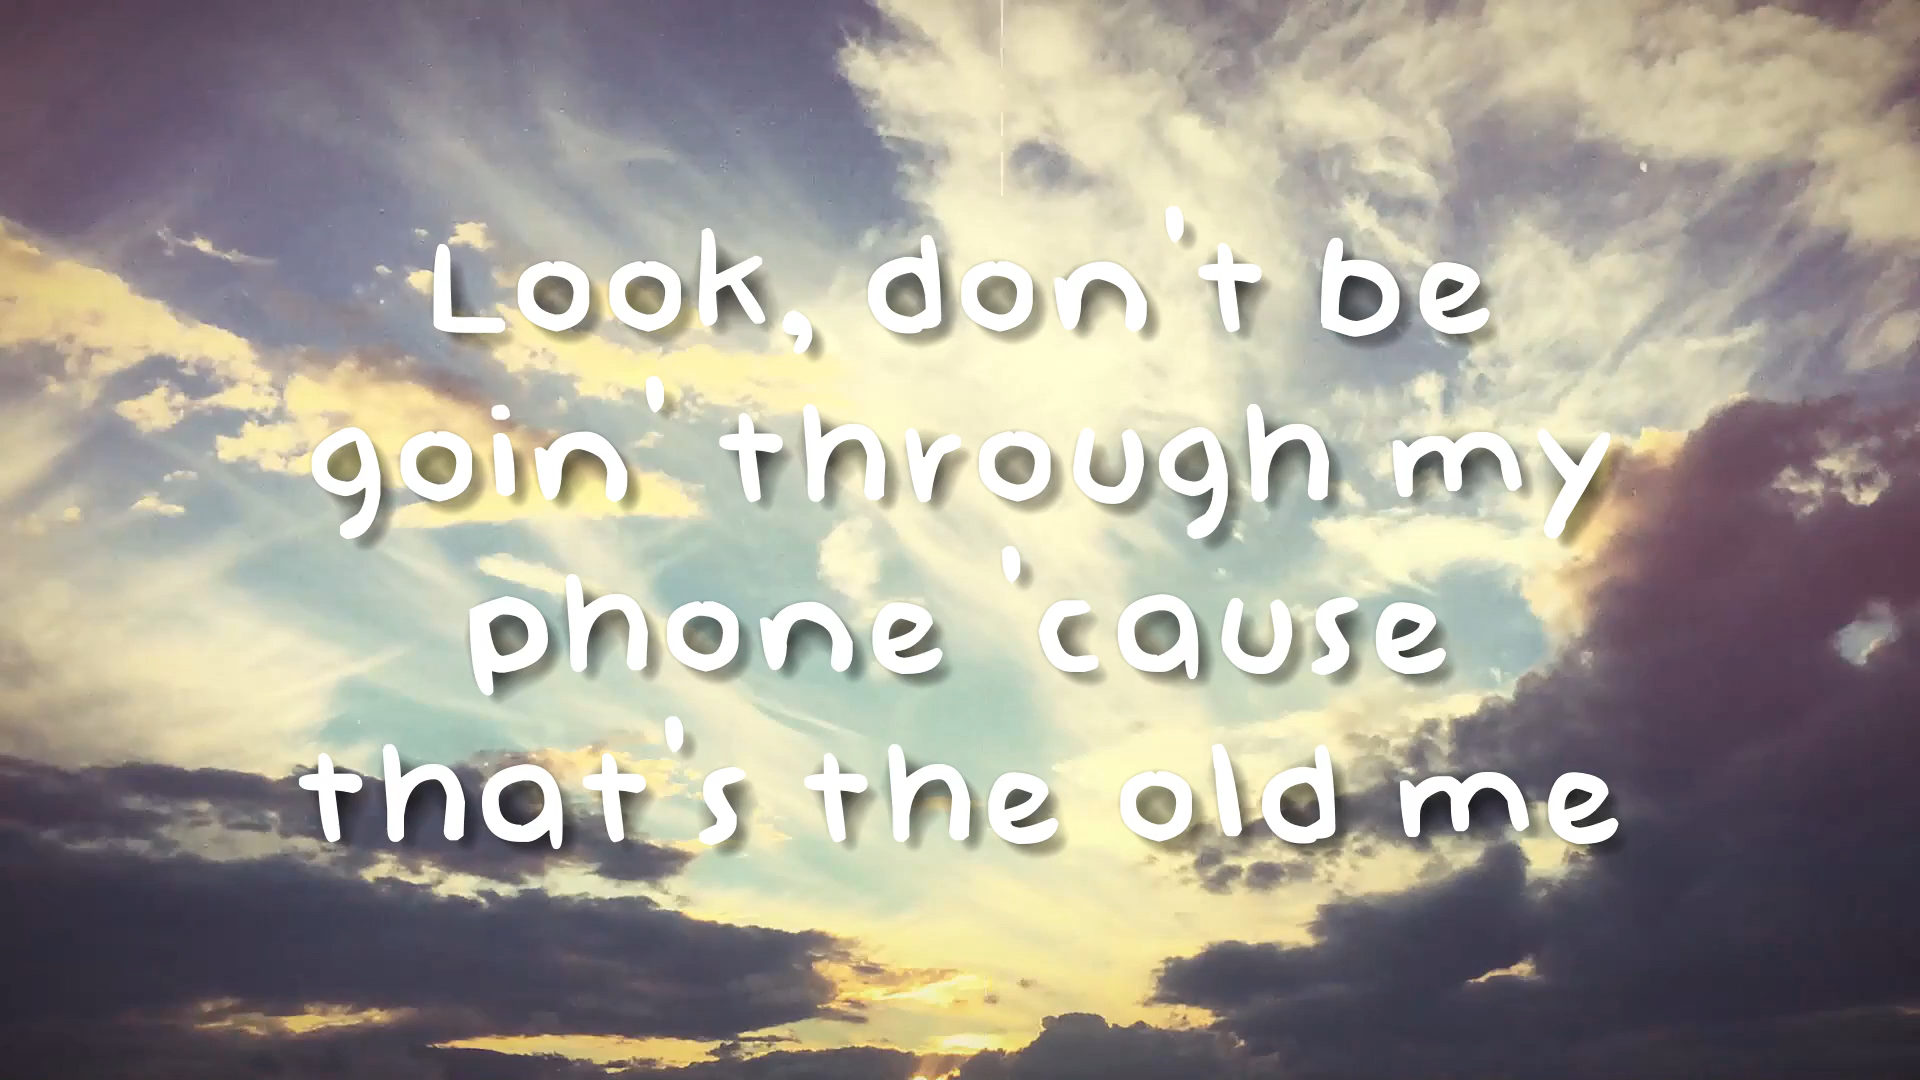 Look, don't be
goin' through my
phone 'cause
that's the old me